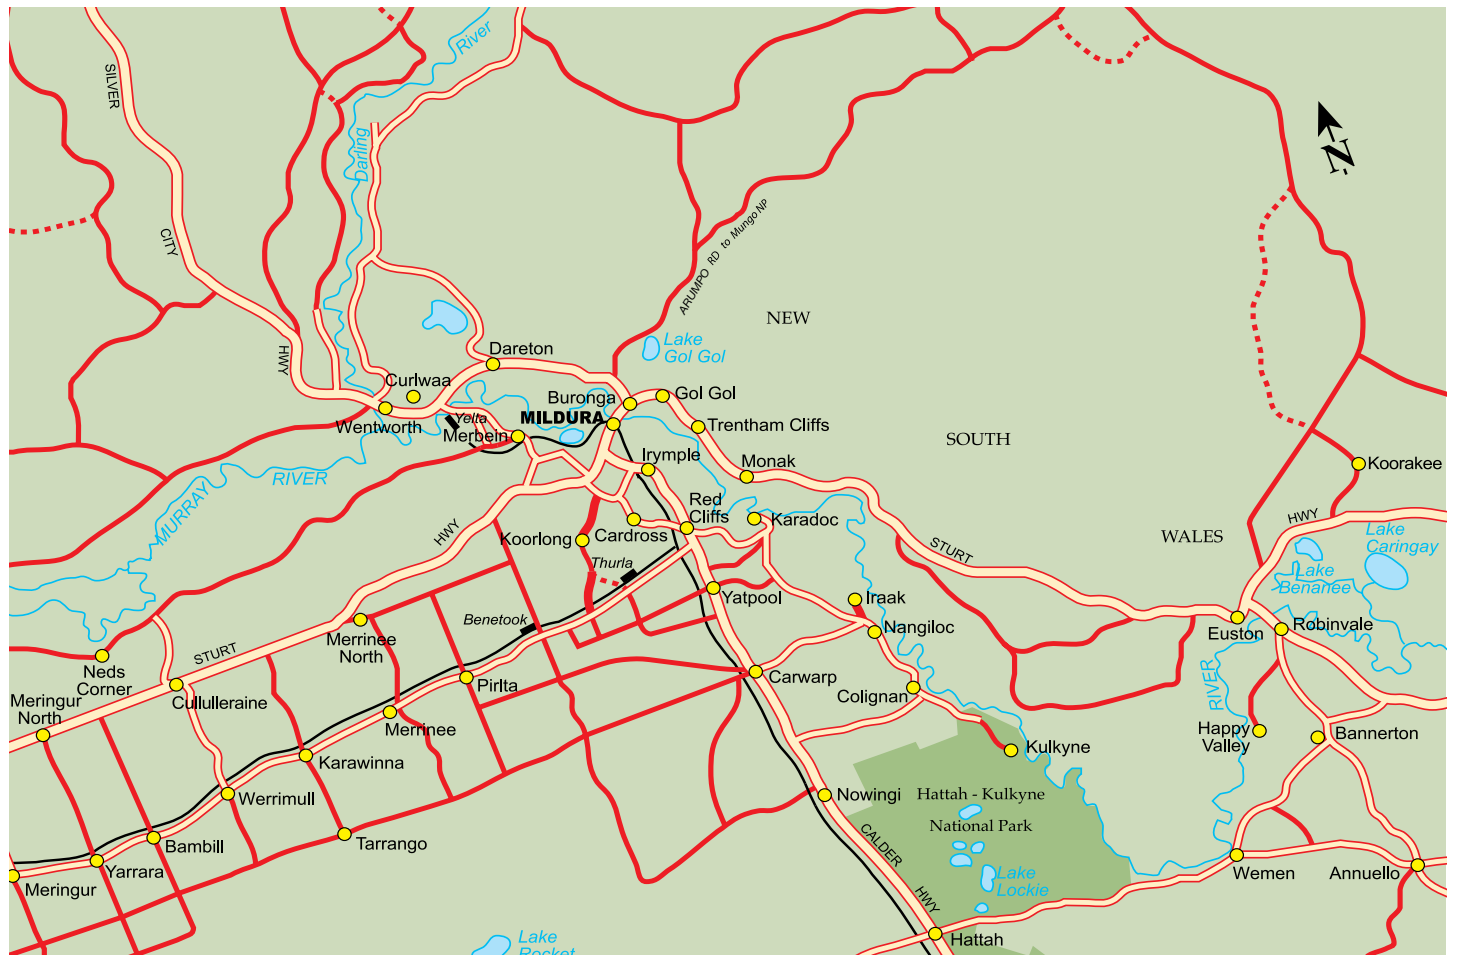 River
SILVER
Darling
N
CITY
ARUMPO RD to Mungo NP
NEW
Lake
Gol Gol
HWY
Dareton
Curlwaa
Buronga
Gol Gol
Wentworth
Yelta
MILDURA
Trentham Cliffs
Merbein
SOUTH
Irymple
Monak
Koorakee
RIVER
MURRAY
Red
Cliffs
Karadoc
HWY
HWY
Koorlong
Cardross
STURT
WALES
Lake
Caringay
Thurla
Lake
Benanee
Yatpool
Iraak
Benetook
Merrinee
North
Nangiloc
Euston
Robinvale
STURT
Neds
Corner
Carwarp
Pirlta
Cullulleraine
Colignan
RIVER
Meringur
North
Merrinee
Happy
Valley
Bannerton
Kulkyne
Karawinna
Werrimull
Nowingi
Hattah - Kulkyne
National Park
CALDER
Bambill
Tarrango
Yarrara
Lake
Lockie
Wemen
Annuello
Meringur
HWY
Hattah
Lake
Rocket